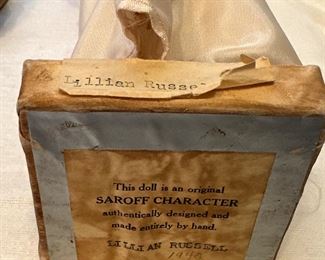 Lillian Russe
This doll is an original
SAROFF CHARACTER
authentically designed and
made entirely by hand.
LILLIAN RUSSELL